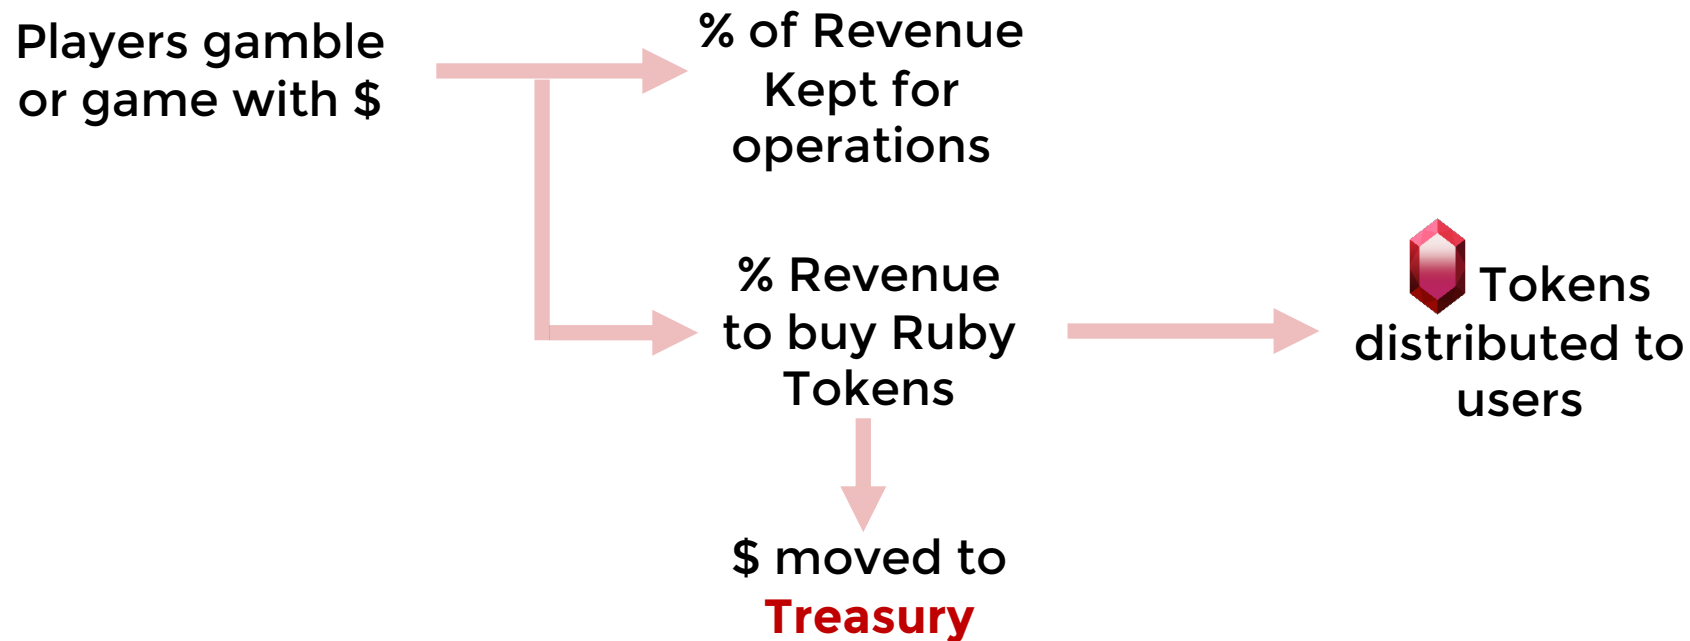 Players gamble
or game with $
% of Revenue
Kept for
operations
% Revenue
to buy Ruby
Tokens
Tokens
distributed to
users
$ moved to
Treasury